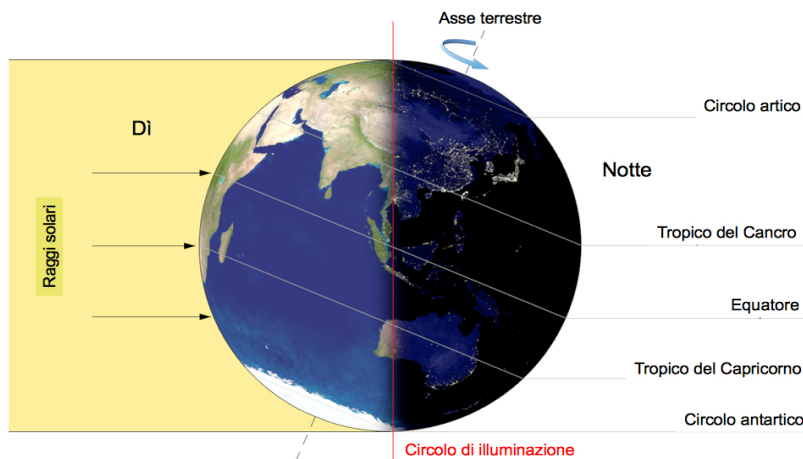 Asse terrestre
Circolo artico
Dì
Notte
Raggi solari
Tropico del Cancro
Equatore
Tropico del Capricorno
Circolo antartico
Circolo di illuminazione